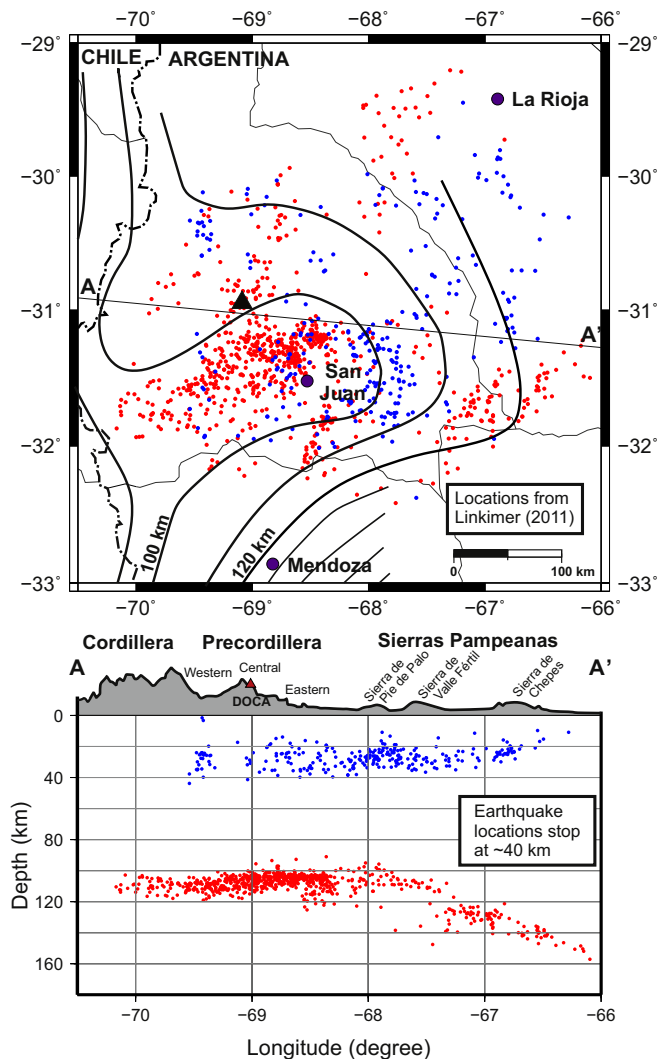 −70° −69° −68° −67° −66°
−29° −29°
CHILE ARGENTINA
La Rioja
−30° −30°
A
−31° −31°
A'
San
Juan
−32° −32°
Locations from
Linkimer (2011)
100 km
120 km
Mendoza
0 100 km
−33° −33°
−70° −69° −68° −67° −66°
Cordillera Precordillera Sierras Pampeanas
A A'
Western Central Eastern
DOCA
Sierra de
Pie de Palo
Sierra de
Valle Fértil
Sierra de
Chepes
0
40
80
120
160
Depth (km)
Earthquake
locations stop
at ~40 km
−70 −69 −68 −67 −66
Longitude (degree)